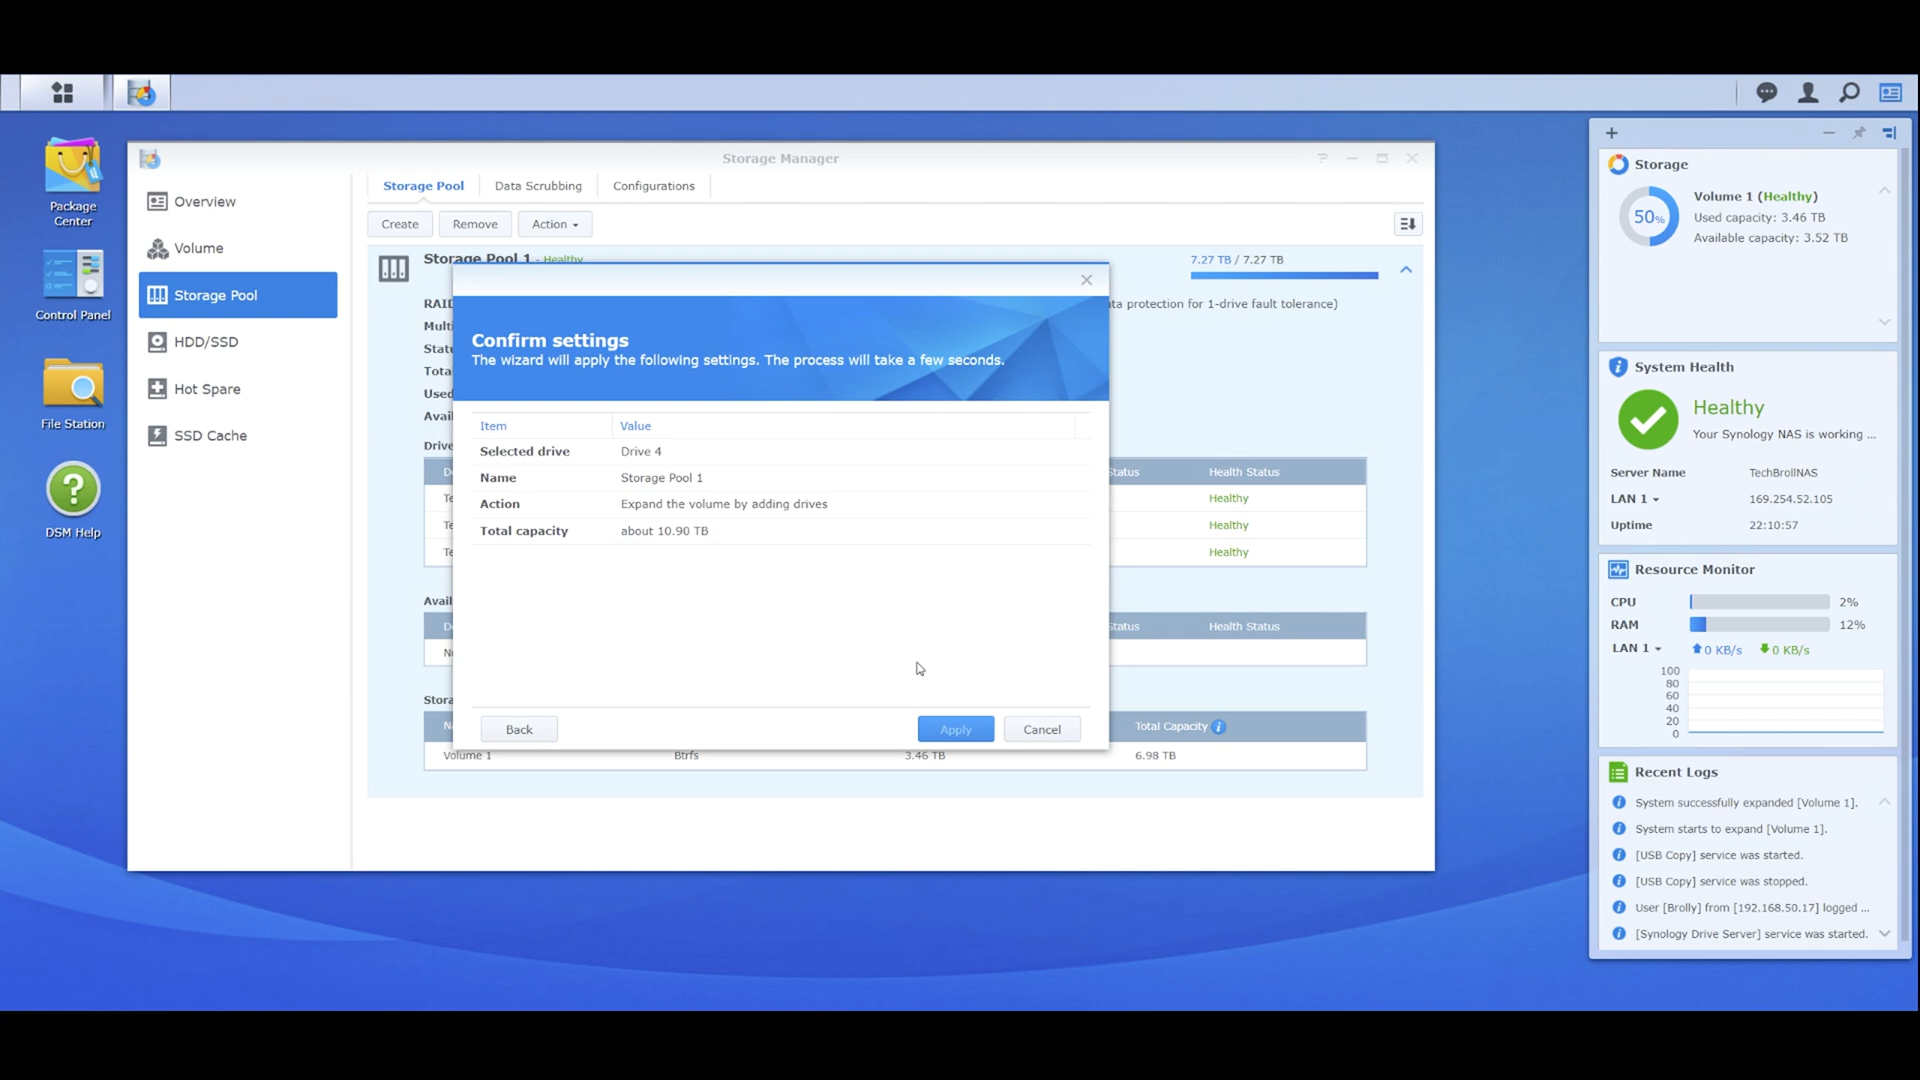 Package
Center
Control Panel
File Station
DSM Help
Storage Manager
Overview
Volume
Storage Pool
HDD/SSD
Hot Spare
SSD Cache
Storage Pool
Data Scrubbing
Configurations
Create
Remove
Action
Storage Pool 1 - Healthy
7.27 TB / 7.27 TB
Confirm settings
The wizard will apply the following settings. The process will take a few seconds.
Item Value
Selected drive Drive 4
Name Storage Pool 1
Action Expand the volume by adding drives
Total capacity about 10.90 TB
Back
Apply
Cancel
protection for 1-drive fault tolerance)
Status Health Status
Healthy
Healthy
Healthy
Status Health Status
Total Capacity
Volume 1 Btrfs 3.46 TB 6.98 TB
Storage
50%
Volume 1 (Healthy)
Used capacity: 3.46 TB
Available capacity: 3.52 TB
System Health
Healthy
Your Synology NAS is working ...
Server Name TechBrollNAS
LAN 1 169.254.52.105
Uptime 22:10:57
Resource Monitor
CPU 2%
RAM 12%
LAN 1 0 KB/s 0 KB/s
100
80
60
40
20
0
Recent Logs
System successfully expanded [Volume 1].
System starts to expand [Volume 1].
[USB Copy] service was started.
[USB Copy] service was stopped.
User [Brolly] from [192.168.50.17] logged ...
[Synology Drive Server] service was started.